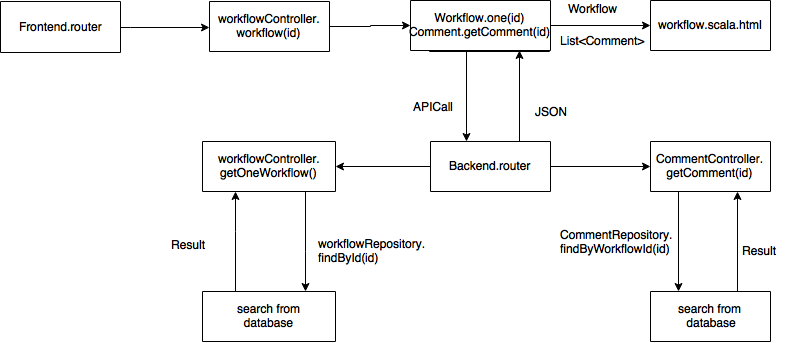 Frontend.router
workflowController.
workflow(id)
Workflow.one(id)
Comment.getComment(id)
Workflow
List<Comment>
workflow.scala.html
APICall
JSON
workflowController.
getOneWorkflow()
Backend.router
CommentController.
getComment(id)
Result
workflowRepository.
findById(id)
CommentRepository.
findByWorkflowId(id)
Result
search from
database
search from
database